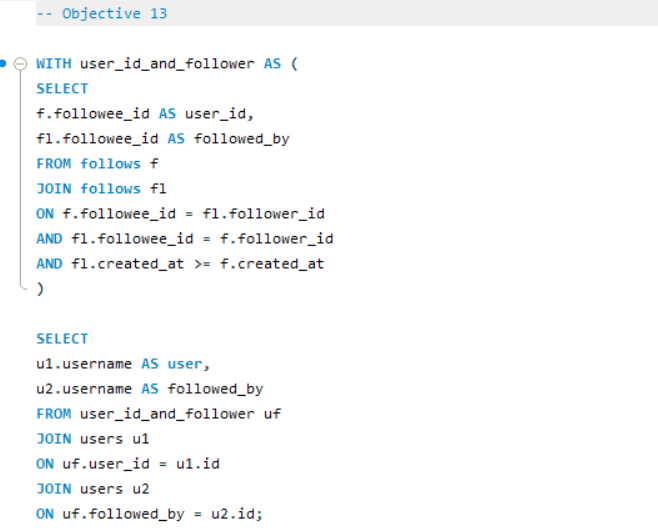 -- Objective 13
WITH user_id_and_follower AS (
SELECT
f.followee_id AS user_id,
fl.followee_id AS followed_by
FROM follows f
JOIN follows fl
ON f.followee_id = fl.follower_id
AND fl.followee_id = f.follower_id
AND fl.created_at >= f.created_at
)
SELECT
u1.username AS user,
u2.username AS followed_by
FROM user_id_and_follower uf
JOIN users u1
ON uf.user_id = u1.id
JOIN users u2
ON uf.followed_by = u2.id;